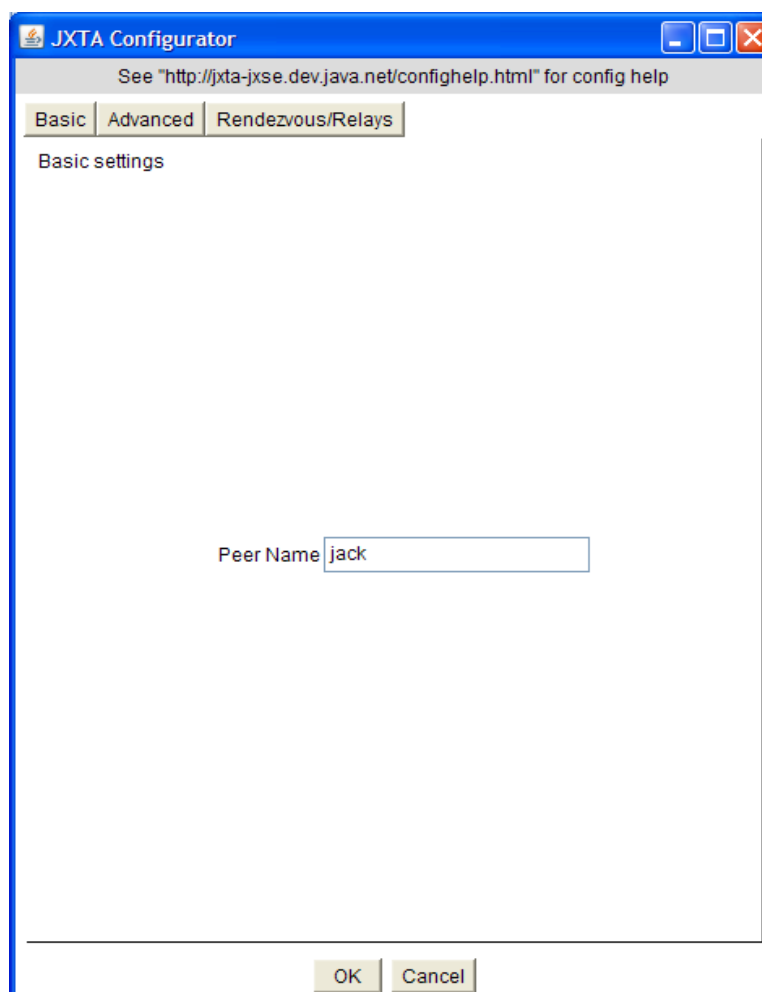 JXTA Configurator
See "http://jxta-jxse.dev.java.net/confighelp.html" for config help
Basic Advanced Rendezvous/Relays
Basic settings
Peer Name jack
OK Cancel